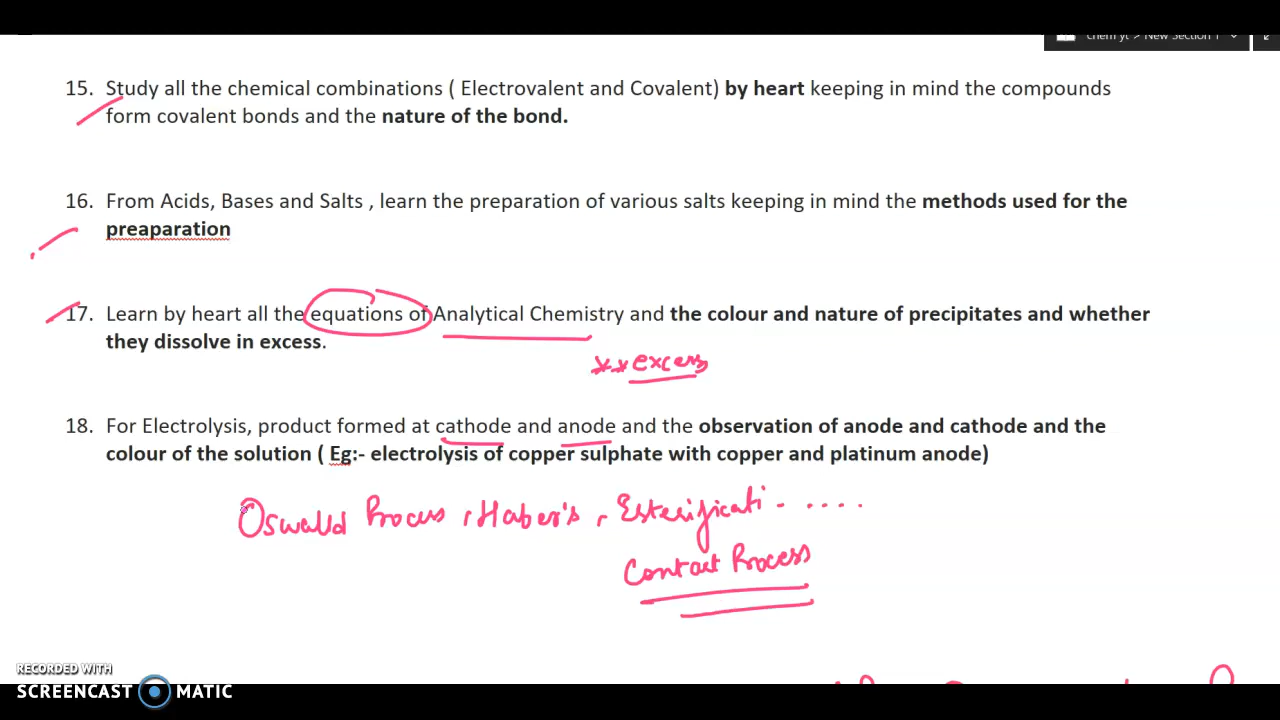 Chem yt > New Section 1
15. Study all the chemical combinations ( Electrovalent and Covalent) by heart keeping in mind the compounds
form covalent bonds and the nature of the bond.
16. From Acids, Bases and Salts , learn the preparation of various salts keeping in mind the methods used for the
preaparation
17. Learn by heart all the equations of Analytical Chemistry and the colour and nature of precipitates and whether
they dissolve in excess.
**excess
18. For Electrolysis, product formed at cathode and anode and the observation of anode and cathode and the
colour of the solution ( Eg:- electrolysis of copper sulphate with copper and platinum anode)
Oswald Process , Haber's , Esterificati - ....
Contact Process
RECORDED WITH
SCREENCAST MATIC